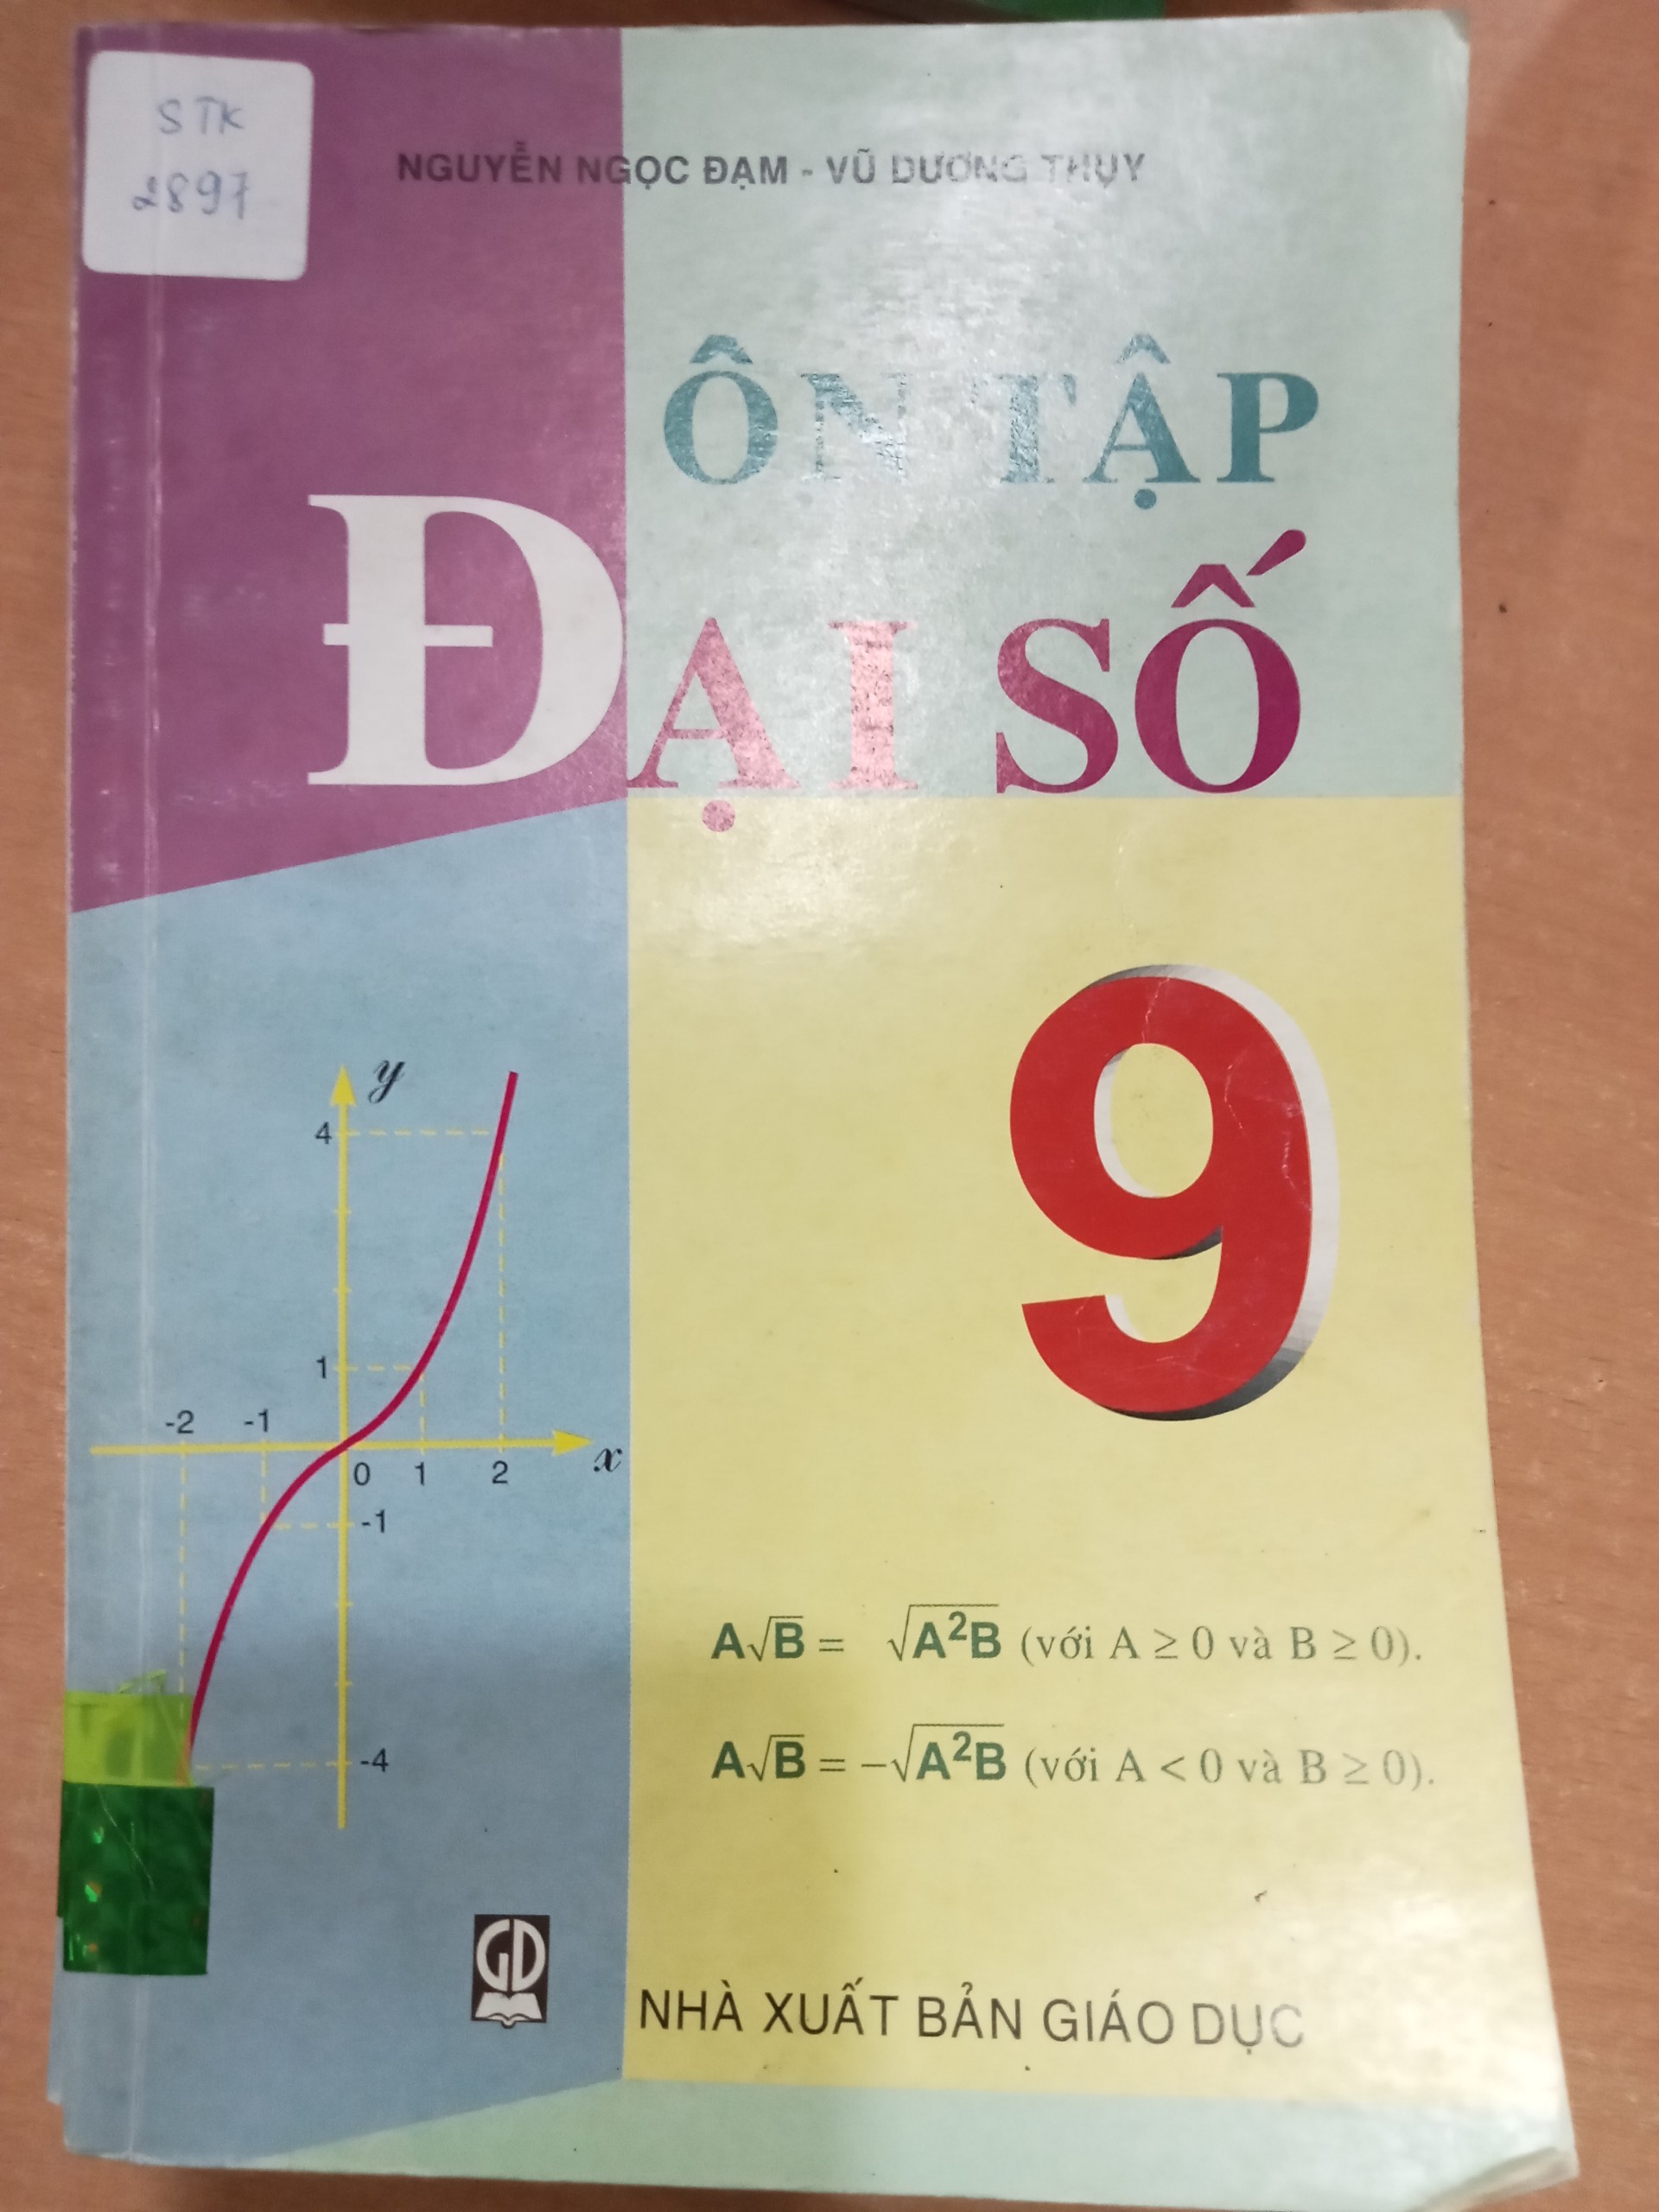 STK
2897
NGUYỄN NGỌC ĐẠM - VŨ DƯƠNG THỤY
ÔN TẬP
ĐẠI SỐ
9
y
4
1
-2 -1
0 1 2 x
-1
-4
A√B = √A²B (với A ≥ 0 và B ≥ 0).
A√B = −√A²B (với A < 0 và B ≥ 0).
GD
NHÀ XUẤT BẢN GIÁO DỤC